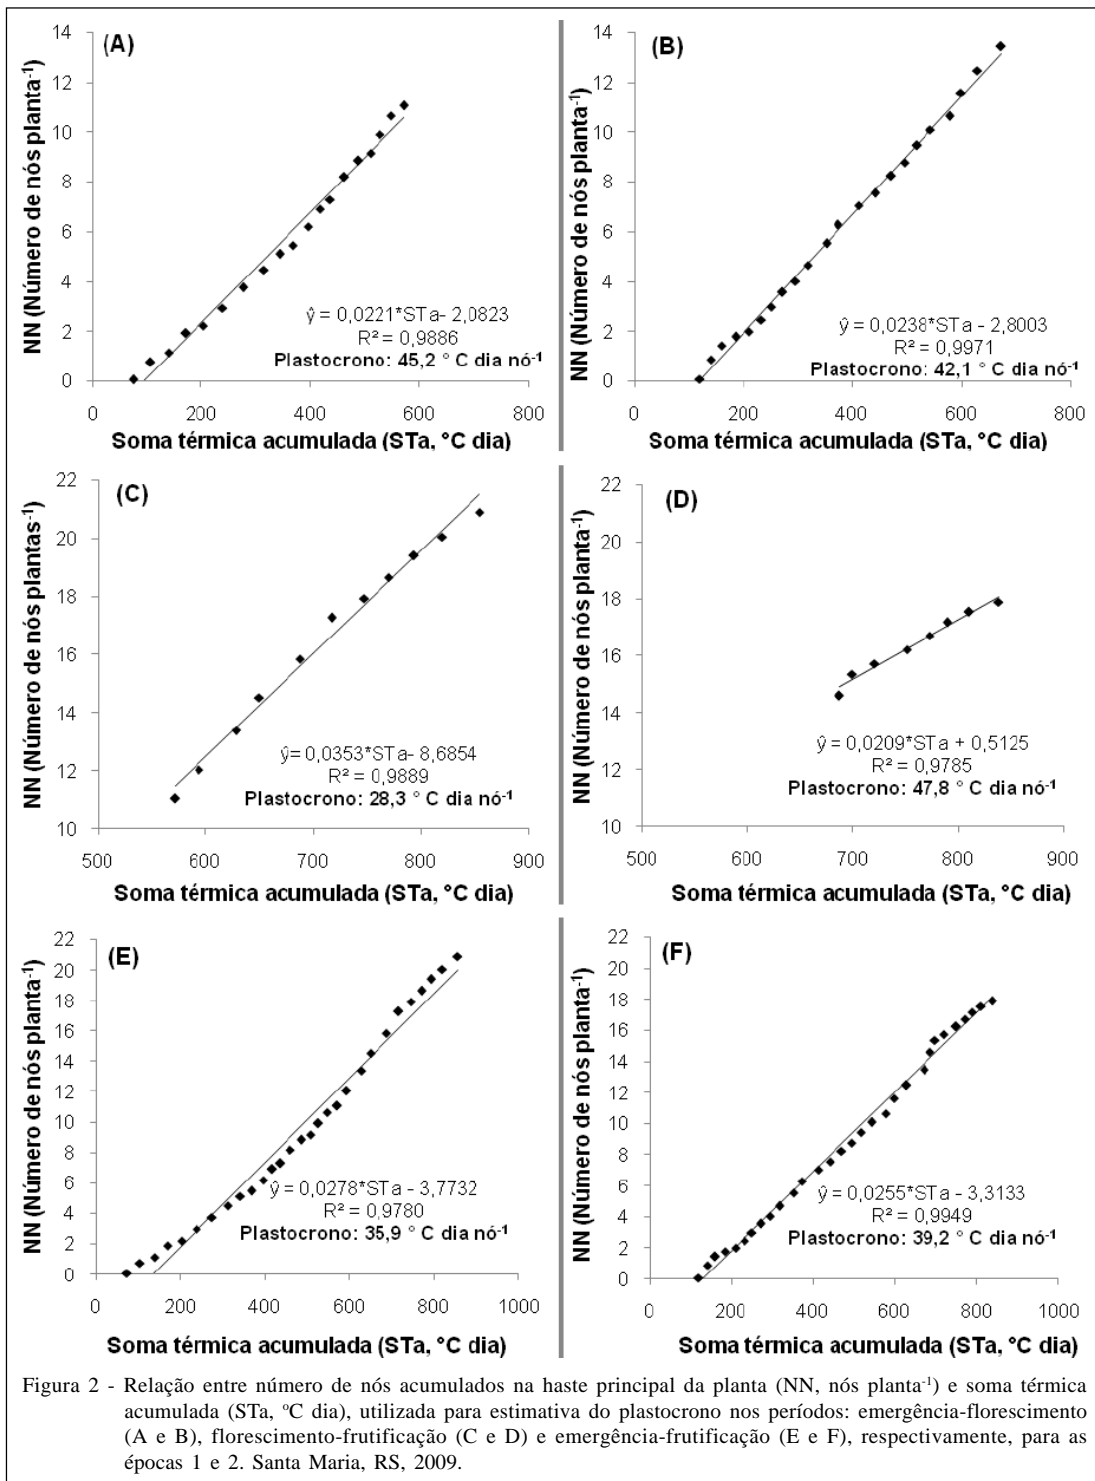 (A)
NN (Número de nós planta-1)
14
12
10
8
6
4
2
0
ŷ = 0,0221*STa- 2,0823
R² = 0,9886
Plastocrono: 45,2 ° C dia nó-1
0 200 400 600 800
Soma térmica acumulada (STa, °C dia)
(B)
NN (Número de nós planta-1)
14
12
10
8
6
4
2
0
ŷ = 0,0238*STa - 2,8003
R² = 0,9971
Plastocrono: 42,1 ° C dia nó-1
0 200 400 600 800
Soma térmica acumulada (STa, °C dia)
(C)
NN (Número de nós plantas-1)
22
20
18
16
14
12
10
ŷ= 0,0353*STa- 8,6854
R² = 0,9889
Plastocrono: 28,3 ° C dia nó-1
500 600 700 800 900
Soma térmica acumulada (STa, °C dia)
(D)
NN (Número de nós planta-1)
22
20
18
16
14
12
10
ŷ = 0,0209*STa + 0,5125
R² = 0,9785
Plastocrono: 47,8 ° C dia nó-1
500 600 700 800 900
Soma térmica acumulada (STa, °C dia)
(E)
NN (Número de nós planta-1)
22
20
18
16
14
12
10
8
6
4
2
0
ŷ = 0,0278*STa - 3,7732
R² = 0,9780
Plastocrono: 35,9 ° C dia nó-1
0 200 400 600 800 1000
Soma térmica acumulada (STa, °C dia)
(F)
NN (Número de nós planta-1)
22
20
18
16
14
12
10
8
6
4
2
0
ŷ = 0,0255*STa - 3,3133
R² = 0,9949
Plastocrono: 39,2 ° C dia nó-1
0 200 400 600 800 1000
Soma térmica acumulada (STa, °C dia)
Figura 2 - Relação entre número de nós acumulados na haste principal da planta (NN, nós planta-1) e soma térmica
acumulada (STa, ºC dia), utilizada para estimativa do plastocrono nos períodos: emergência-florescimento
(A e B), florescimento-frutificação (C e D) e emergência-frutificação (E e F), respectivamente, para as
épocas 1 e 2. Santa Maria, RS, 2009.